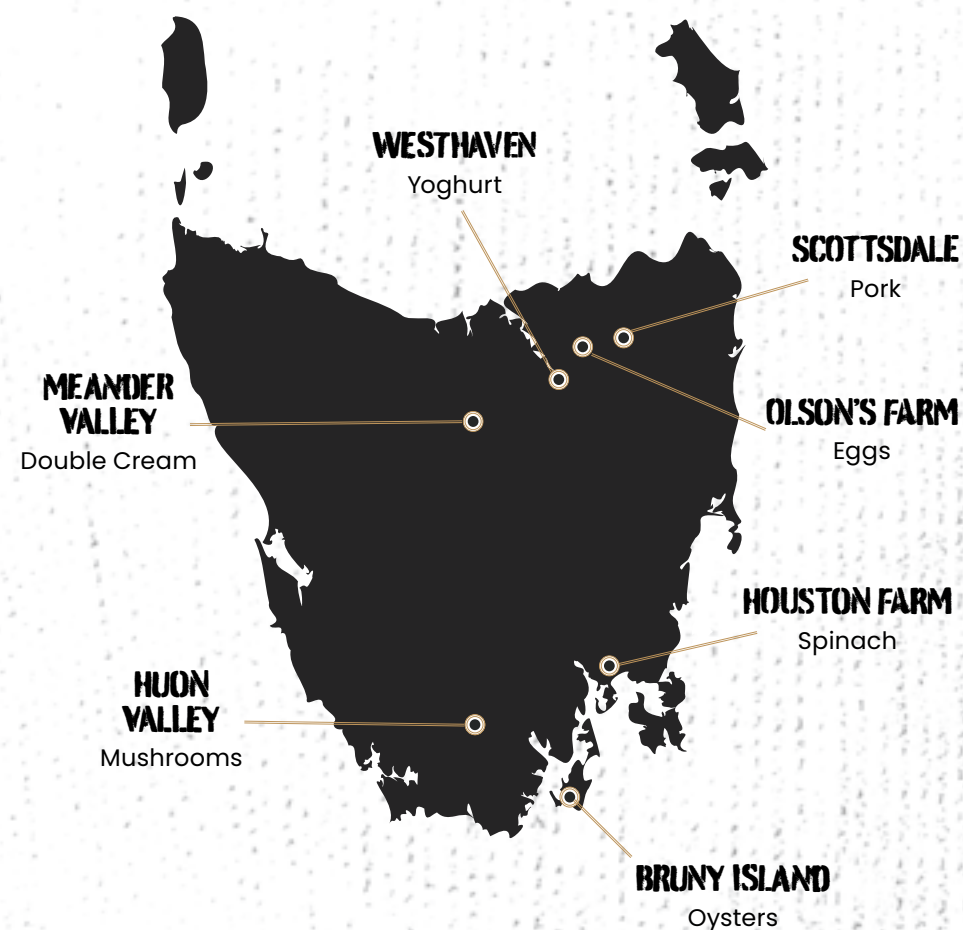 WESTHAVEN
Yoghurt
SCOTTSDALE
Pork
MEANDER
VALLEY
Double Cream
OLSON'S FARM
Eggs
HOUSTON FARM
Spinach
HUON
VALLEY
Mushrooms
BRUNY ISLAND
Oysters